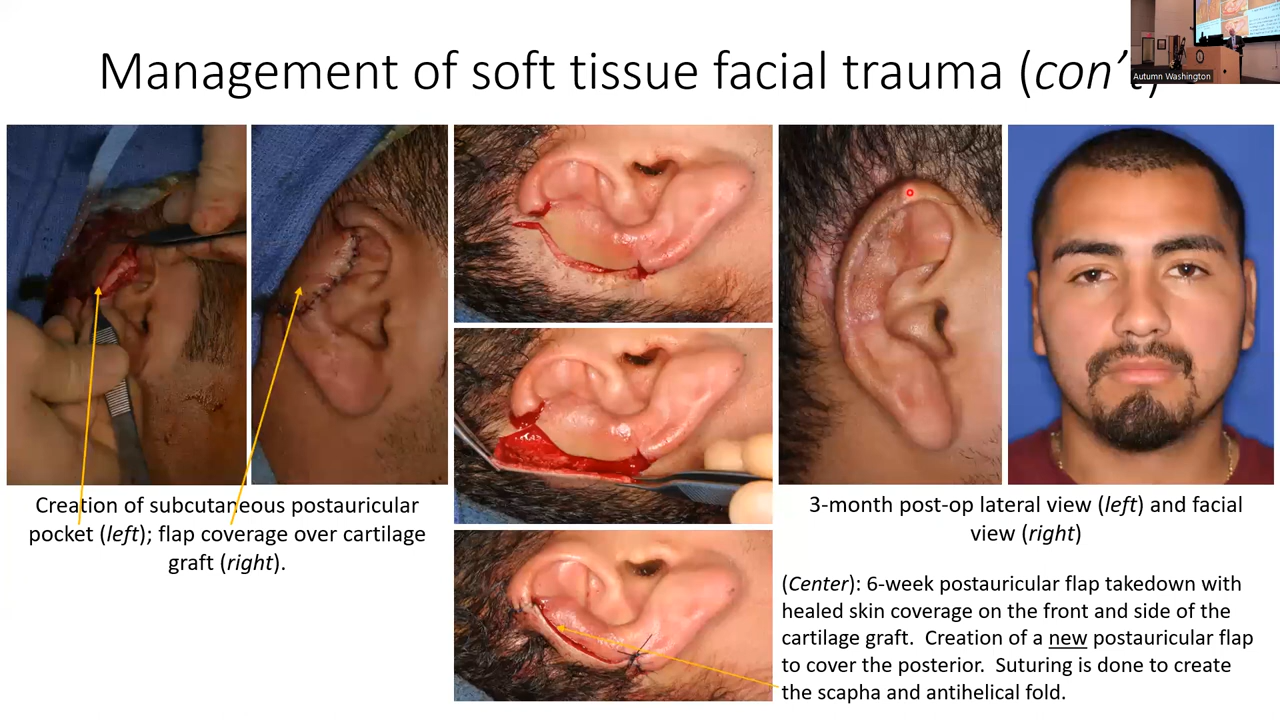 Management of soft tissue facial trauma (con't)
Autumn Washington
Creation of subcutaneous postauricular
pocket (left); flap coverage over cartilage
graft (right).
3-month post-op lateral view (left) and facial
view (right)
(Center): 6-week postauricular flap takedown with
healed skin coverage on the front and side of the
cartilage graft. Creation of a new postauricular flap
to cover the posterior. Suturing is done to create
the scapha and antihelical fold.